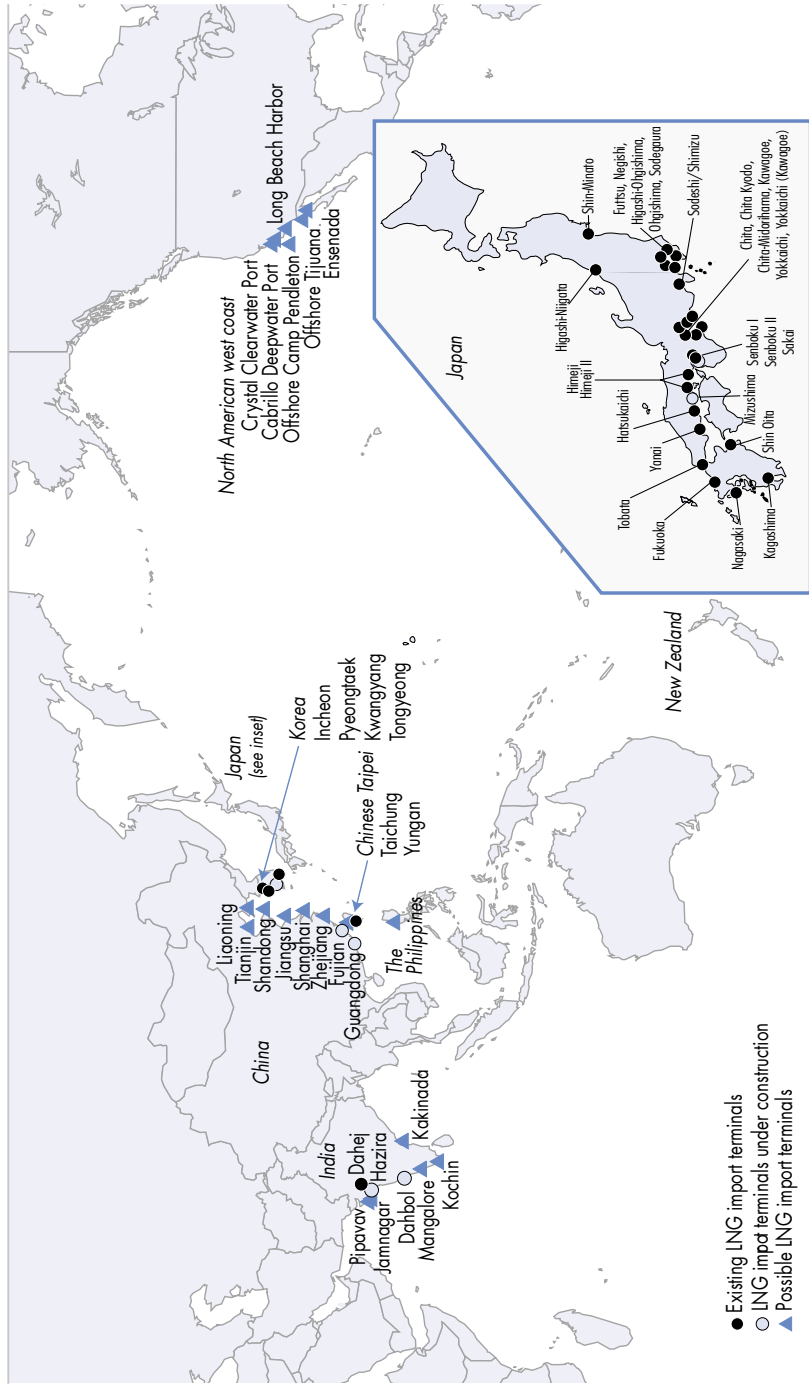 North American west coast
Crystal Clearwater Port
Cabrillo Deepwater Port
Offshore Camp Pendleton
Offshore Tijuana
Ensenada
Long Beach Harbor
Japan
(see inset)
Korea
Incheon
Pyeongtaek
Kwangyang
Tongyeong
Chinese Taipei
Taichung
Yungan
China
Liaoning
Tianjin
Shandong
Jiangsu
Shanghai
Zhejiang
Fujian
Guangdong
The
Philippines
India
Dahej
Hazira
Pipavav
Jamnagar
Dahbol
Mangalore
Kochin
Kakinada
New Zealand
Japan
Shin-Minato
Higashi-Niigata
Futtsu, Negishi,
Higashi-Ohgishima,
Ohgishima, Sodegaura
Sodeshi/Shimizu
Chita, Chita Kyodo,
Chita-Midorihama, Kawagoe,
Yokkaichi, Yokkaichi (Kawagoe)
Himeji
Himeji II
Senboku I
Senboku II
Sakai
Mizushima
Hatsukaichi
Yanai
Shin Oita
Tobata
Fukuoka
Nagasaki
Kagoshima
Existing LNG import terminals
LNG impot terminals under construction
Possible LNG import terminals